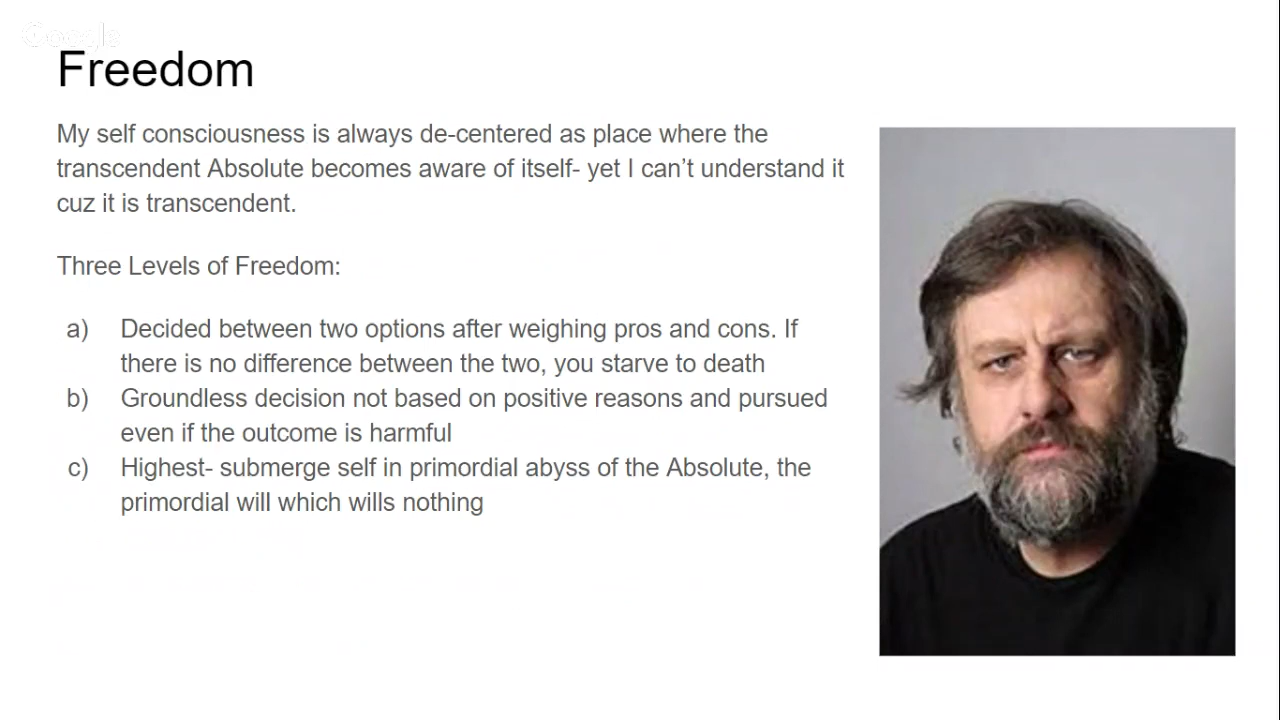 Google
Freedom
My self consciousness is always de-centered as place where the
transcendent Absolute becomes aware of itself- yet I can't understand it
cuz it is transcendent.
Three Levels of Freedom:
a) Decided between two options after weighing pros and cons. If
there is no difference between the two, you starve to death
b) Groundless decision not based on positive reasons and pursued
even if the outcome is harmful
c) Highest- submerge self in primordial abyss of the Absolute, the
primordial will which wills nothing